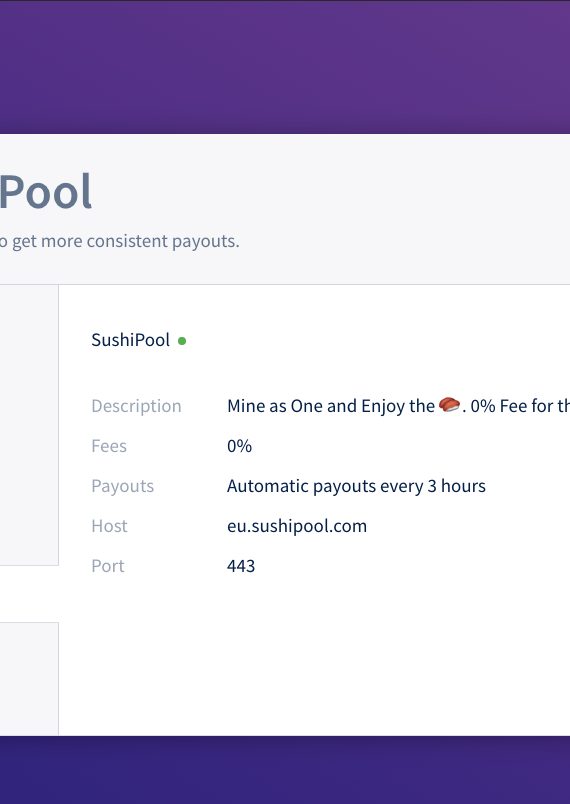 Pool
o get more consistent payouts.
SushiPool
Description Mine as One and Enjoy the 🍣. 0% Fee for th
Fees 0%
Payouts Automatic payouts every 3 hours
Host eu.sushipool.com
Port 443